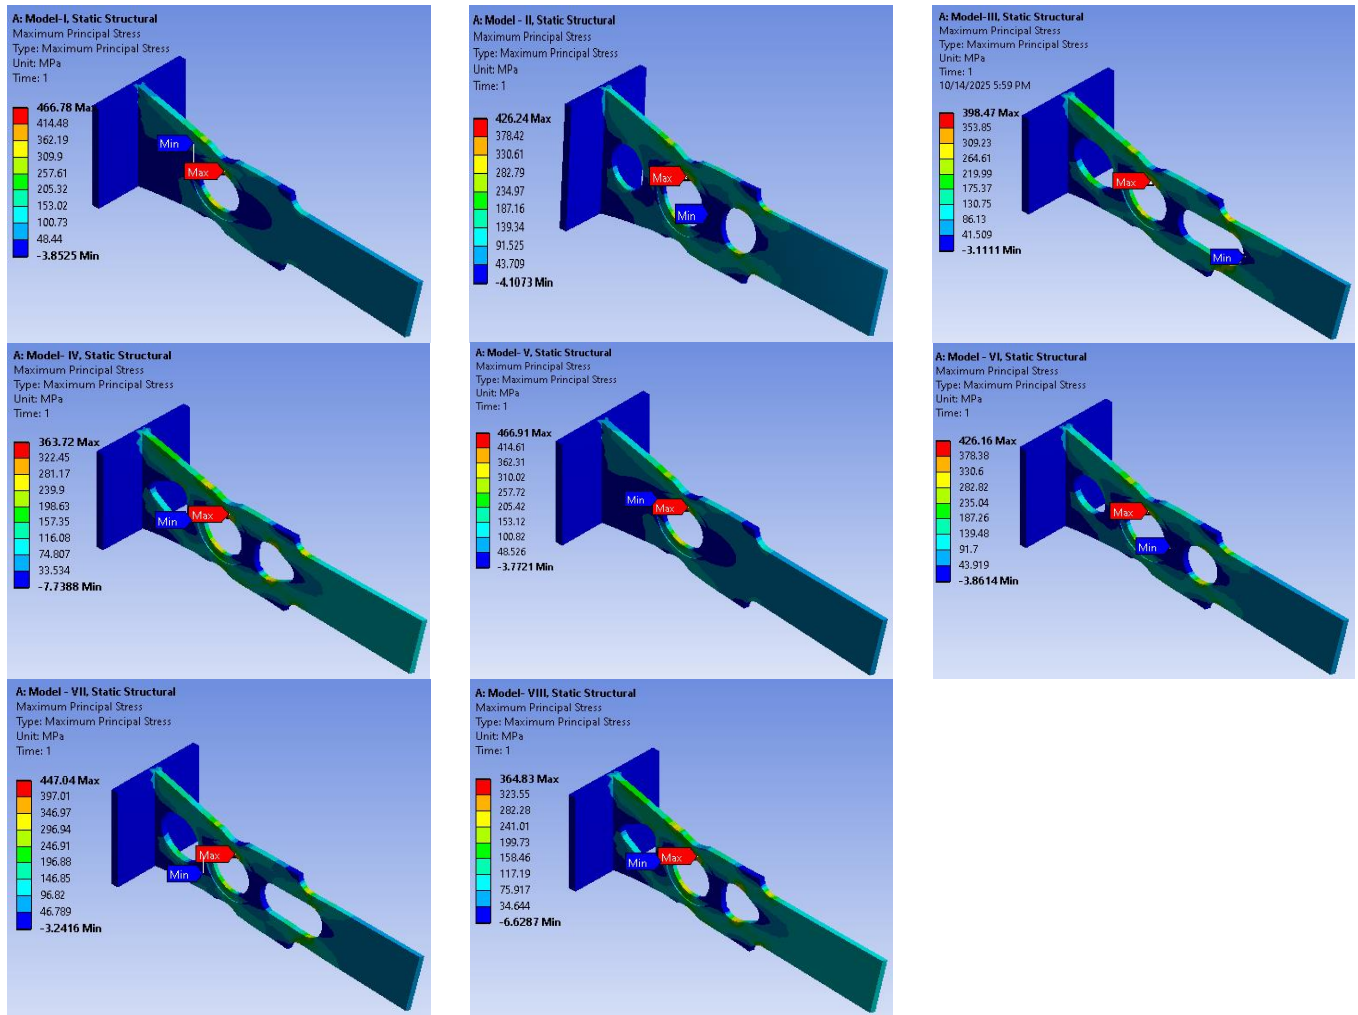 A: Model-I, Static Structural
Maximum Principal Stress
Type: Maximum Principal Stress
Unit: MPa
Time: 1
466.78 Max
414.48
362.19
309.9
257.61
205.32
153.02
100.73
48.44
-3.8525 Min
Min
Max
A: Model - II, Static Structural
Maximum Principal Stress
Type: Maximum Principal Stress
Unit: MPa
Time: 1
426.24 Max
378.42
330.61
282.79
234.97
187.16
139.34
91.525
43.709
-4.1073 Min
Max
Min
A: Model-III, Static Structural
Maximum Principal Stress
Type: Maximum Principal Stress
Unit: MPa
Time: 1
10/14/2025 5:59 PM
398.47 Max
353.85
309.23
264.61
219.99
175.37
130.75
86.13
41.509
-3.1111 Min
Max
Min
A: Model- IV, Static Structural
Maximum Principal Stress
Type: Maximum Principal Stress
Unit: MPa
Time: 1
363.72 Max
322.45
281.17
239.9
198.63
157.35
116.08
74.807
33.534
-7.7388 Min
Max
Min
A: Model- V, Static Structural
Maximum Principal Stress
Type: Maximum Principal Stress
Unit: MPa
Time: 1
466.91 Max
414.61
362.31
310.02
257.72
205.42
153.12
100.82
48.526
-3.7721 Min
Min
Max
A: Model - VI, Static Structural
Maximum Principal Stress
Type: Maximum Principal Stress
Unit: MPa
Time: 1
426.16 Max
378.38
330.6
282.82
235.04
187.26
139.48
91.7
43.919
-3.8614 Min
Max
Min
A: Model - VII, Static Structural
Maximum Principal Stress
Type: Maximum Principal Stress
Unit: MPa
Time: 1
447.04 Max
397.01
346.97
296.94
246.91
196.88
146.85
96.82
46.789
-3.2416 Min
Max
Min
A: Model- VIII, Static Structural
Maximum Principal Stress
Type: Maximum Principal Stress
Unit: MPa
Time: 1
364.83 Max
323.55
282.28
241.01
199.73
158.46
117.19
75.917
34.644
-6.6287 Min
Max
Min